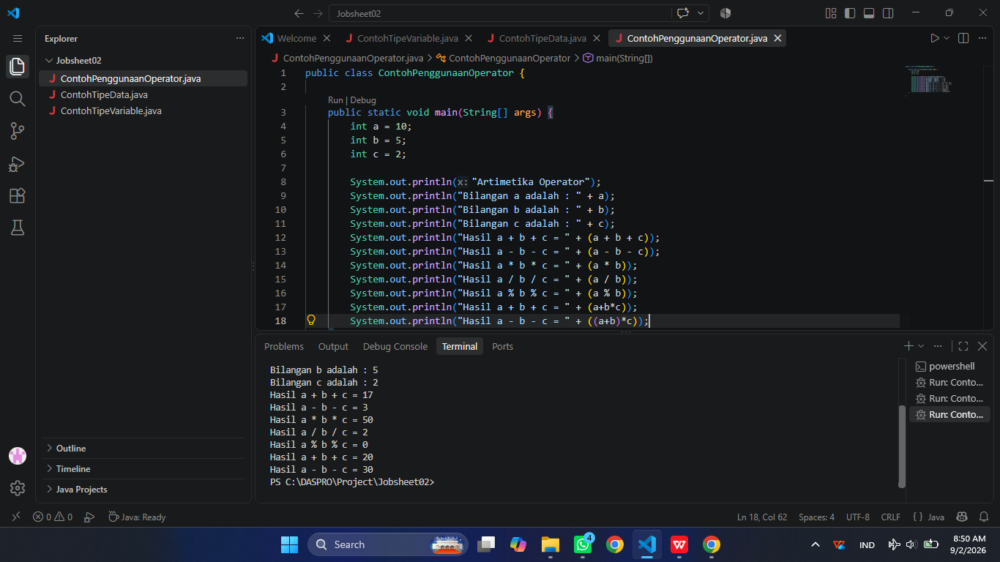 Jobsheet02
Explorer
Jobsheet02
ContohPenggunaanOperator.java
ContohTipeData.java
ContohTipeVariable.java
Outline
Timeline
Java Projects
Welcome
ContohTipeVariable.java
ContohTipeData.java
ContohPenggunaanOperator.java
ContohPenggunaanOperator.java > ContohPenggunaanOperator > main(String[])
1 public class ContohPenggunaanOperator {
2
Run | Debug
3 public static void main(String[] args) {
4 int a = 10;
5 int b = 5;
6 int c = 2;
7
8 System.out.println(x: "Artimetika Operator");
9 System.out.println("Bilangan a adalah : " + a);
10 System.out.println("Bilangan b adalah : " + b);
11 System.out.println("Bilangan c adalah : " + c);
12 System.out.println("Hasil a + b + c = " + (a + b + c));
13 System.out.println("Hasil a - b - c = " + (a - b - c));
14 System.out.println("Hasil a * b * c = " + (a * b));
15 System.out.println("Hasil a / b / c = " + (a / b));
16 System.out.println("Hasil a % b % c = " + (a % b));
17 System.out.println("Hasil a + b + c = " + (a+b*c));
18 System.out.println("Hasil a - b - c = " + ((a+b)*c));
Problems Output Debug Console Terminal Ports
Bilangan b adalah : 5
Bilangan c adalah : 2
Hasil a + b + c = 17
Hasil a - b - c = 3
Hasil a * b * c = 50
Hasil a / b / c = 2
Hasil a % b % c = 0
Hasil a + b + c = 20
Hasil a - b - c = 30
PS C:\DASPRO\Project\Jobsheet02>
powershell
Run: Conto...
Run: Conto...
Run: Conto...
0 0
Java: Ready
Ln 18, Col 62 Spaces: 4 UTF-8 CRLF { } Java
Search
4
IND
8:50 AM
9/2/2026